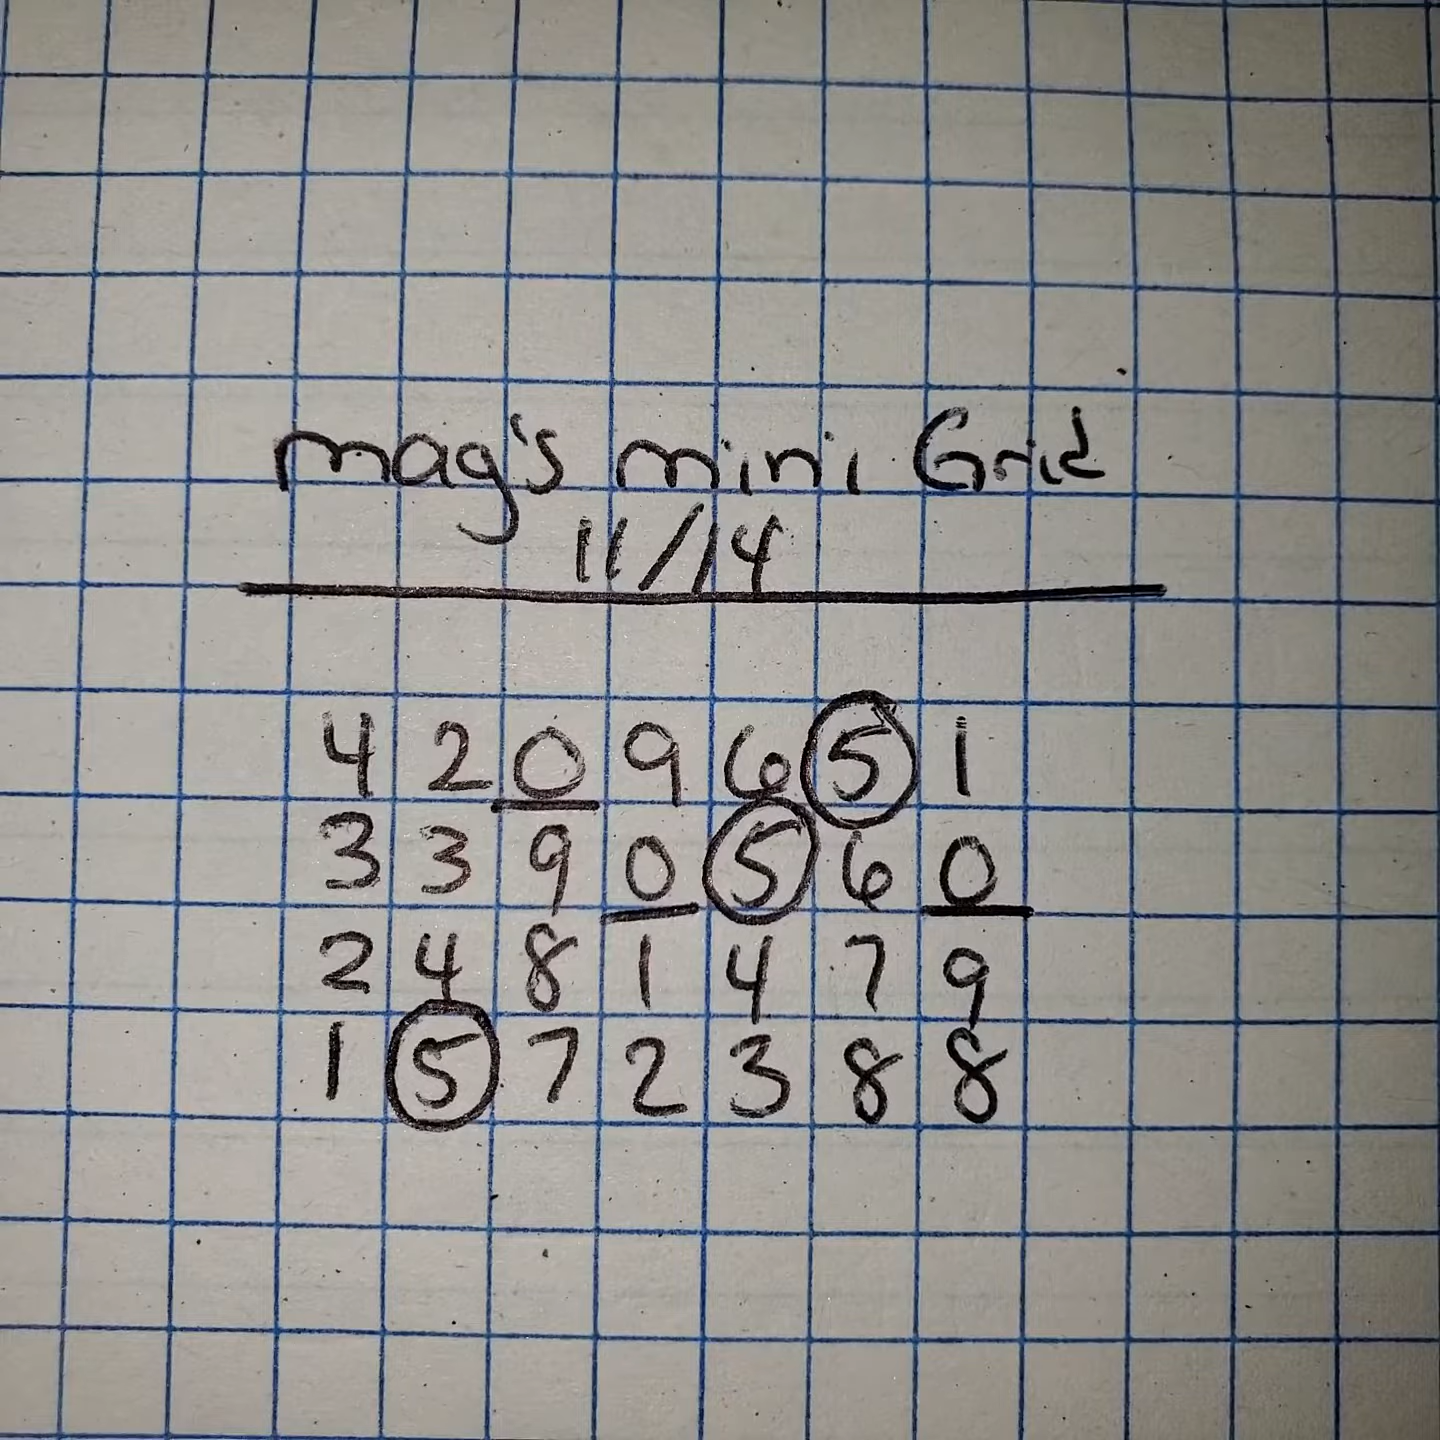 mag's mini Grid
11/14
4 2 0 9 6 5 1
3 3 9 0 5 6 0
2 4 8 1 4 7 9
1 5 7 2 3 8 8